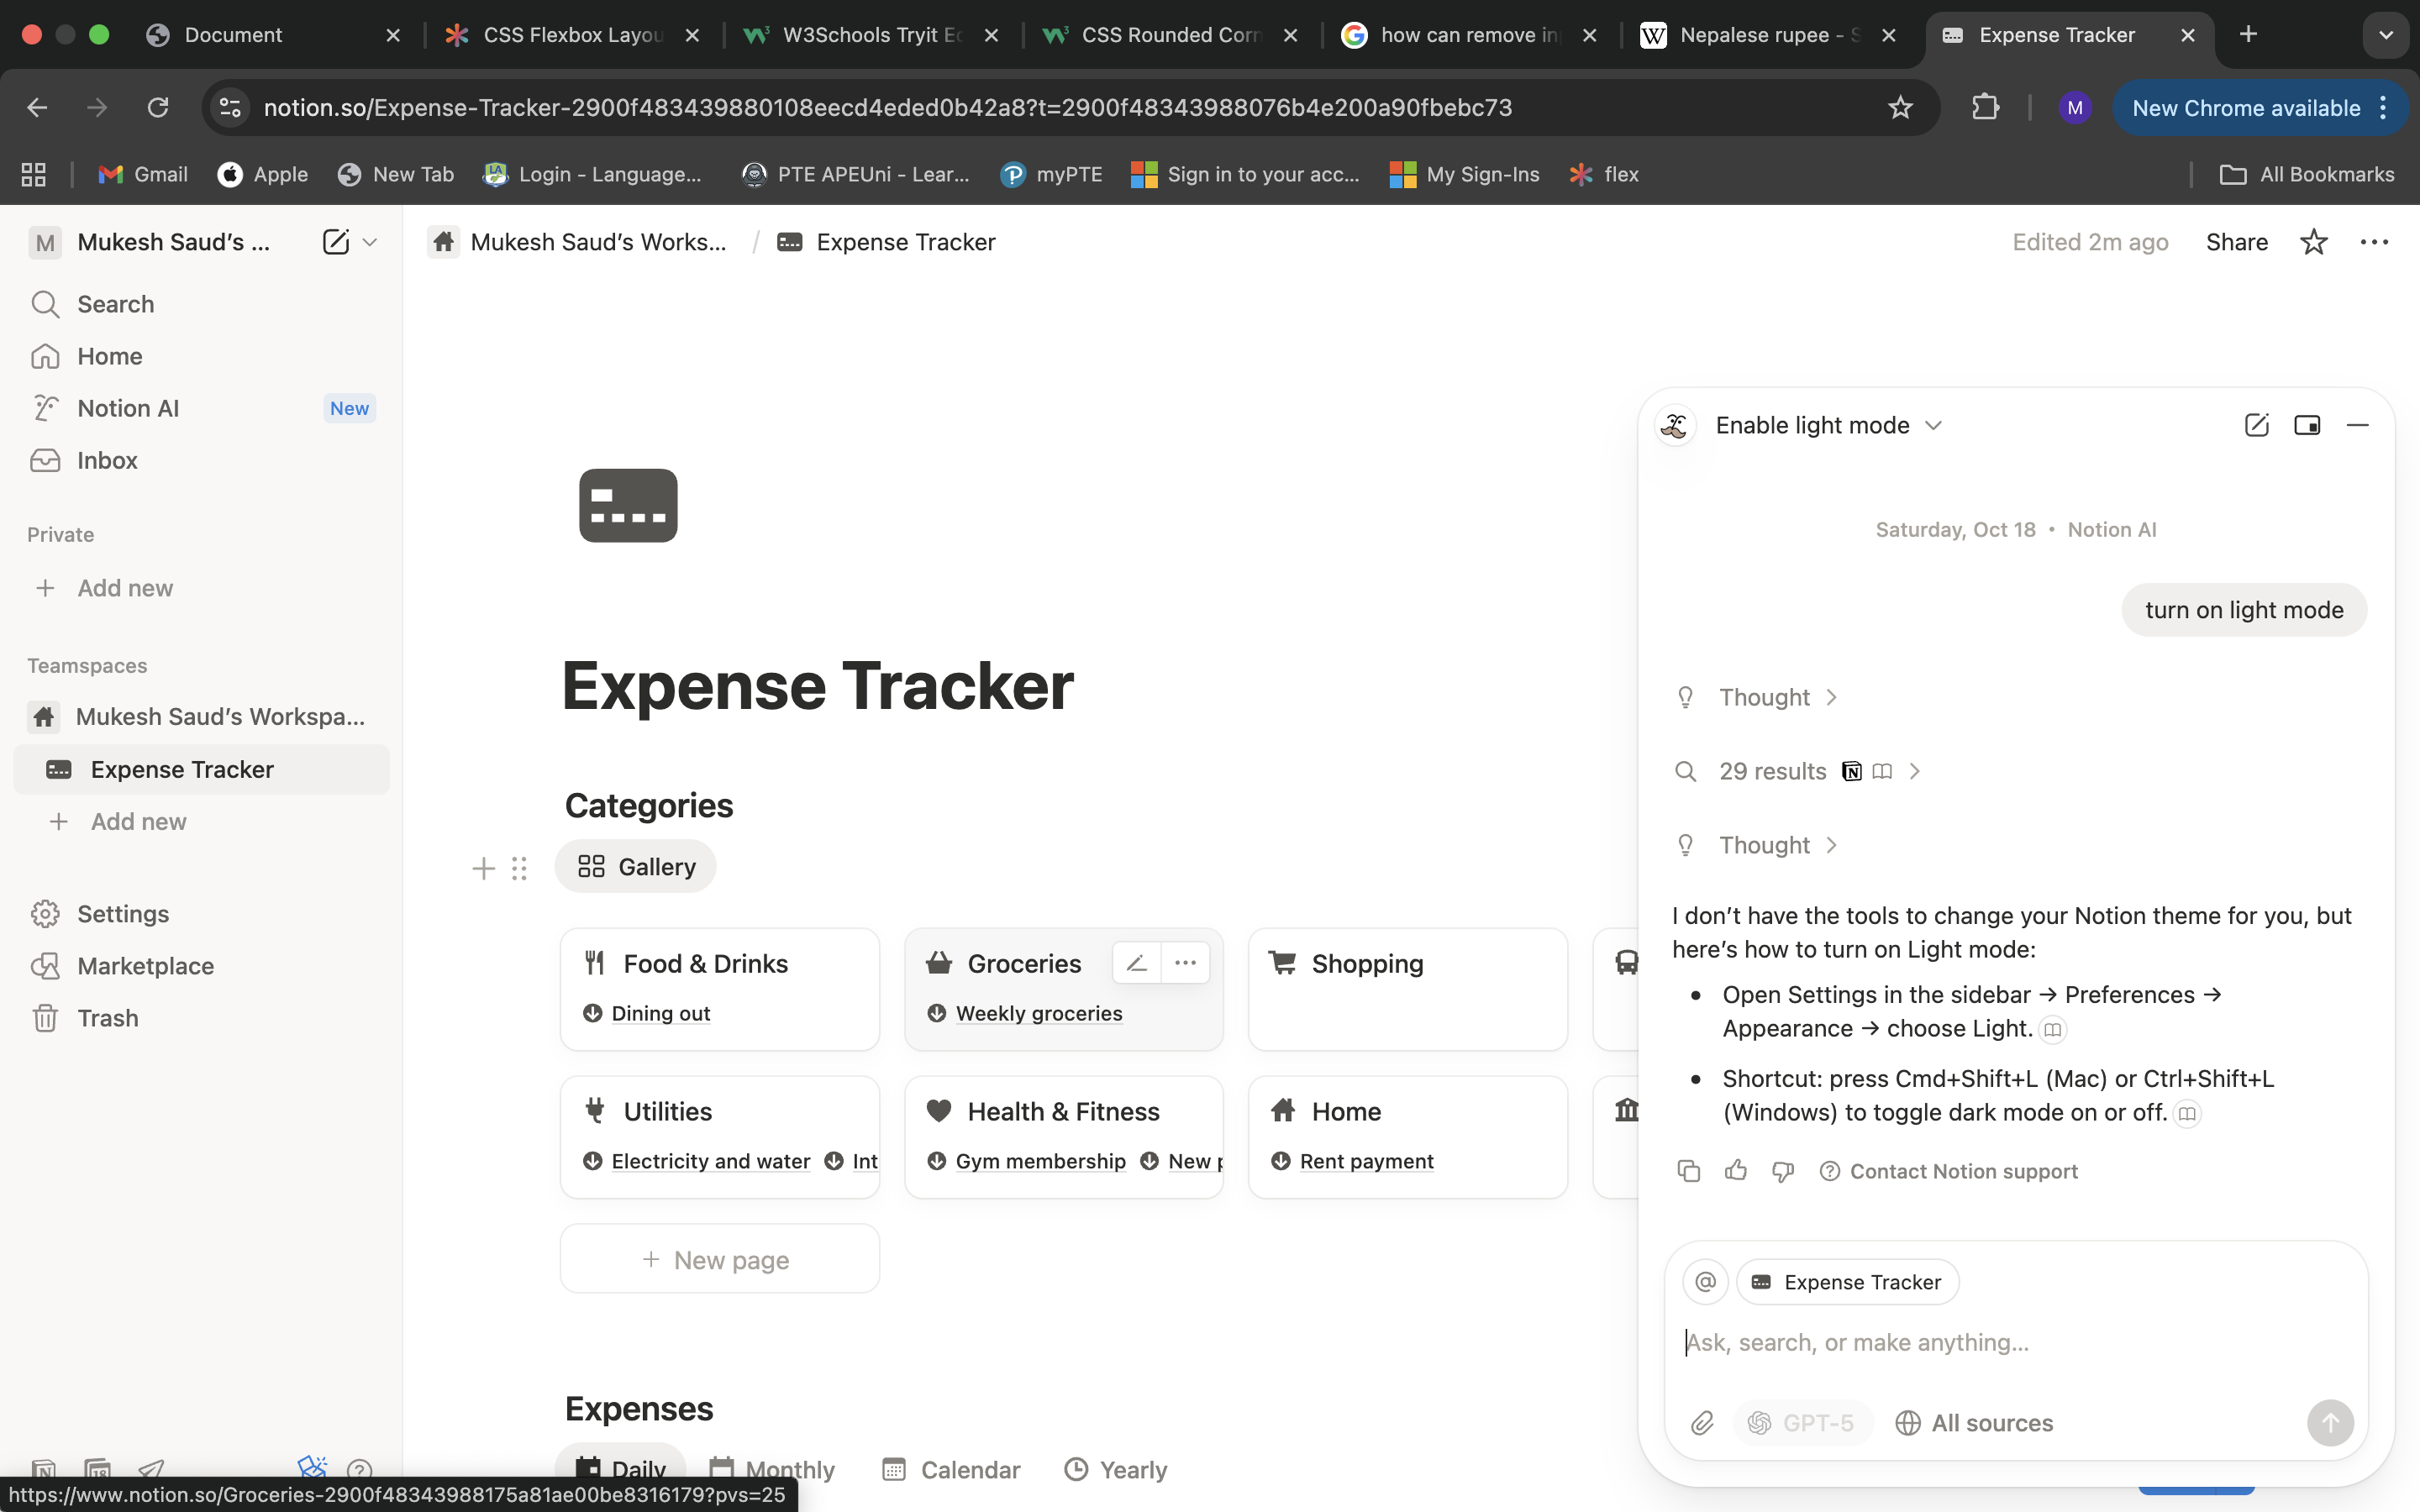 Document
CSS Flexbox Layou
W3Schools Tryit Ed
CSS Rounded Corn
how can remove in
Nepalese rupee - S
Expense Tracker
notion.so/Expense-Tracker-2900f483439880108eecd4eded0b42a8?t=2900f48343988076b4e200a90fbebc73
M
New Chrome available
Gmail
Apple
New Tab
Login - Language...
PTE APEUni - Lear...
myPTE
Sign in to your acc...
My Sign-Ins
flex
All Bookmarks
M
Mukesh Saud's ...
Search
Home
Notion AI
New
Inbox
Private
Add new
Teamspaces
Mukesh Saud's Workspa...
Expense Tracker
Add new
Settings
Marketplace
Trash
Mukesh Saud's Works... / Expense Tracker
Edited 2m ago
Share
Expense Tracker
Categories
Gallery
Food & Drinks
Dining out
Groceries
Weekly groceries
Shopping
Utilities
Electricity and water
Int
Health & Fitness
Gym membership
New p
Home
Rent payment
New page
Expenses
Daily
Monthly
Calendar
Yearly
Enable light mode
Saturday, Oct 18 • Notion AI
turn on light mode
Thought
29 results
Thought
I don't have the tools to change your Notion theme for you, but
here's how to turn on Light mode:
• Open Settings in the sidebar → Preferences →
Appearance → choose Light.
• Shortcut: press Cmd+Shift+L (Mac) or Ctrl+Shift+L
(Windows) to toggle dark mode on or off.
Contact Notion support
@
Expense Tracker
Ask, search, or make anything...
GPT-5
All sources
https://www.notion.so/Groceries-2900f48343988175a81ae00be8316179?pvs=25